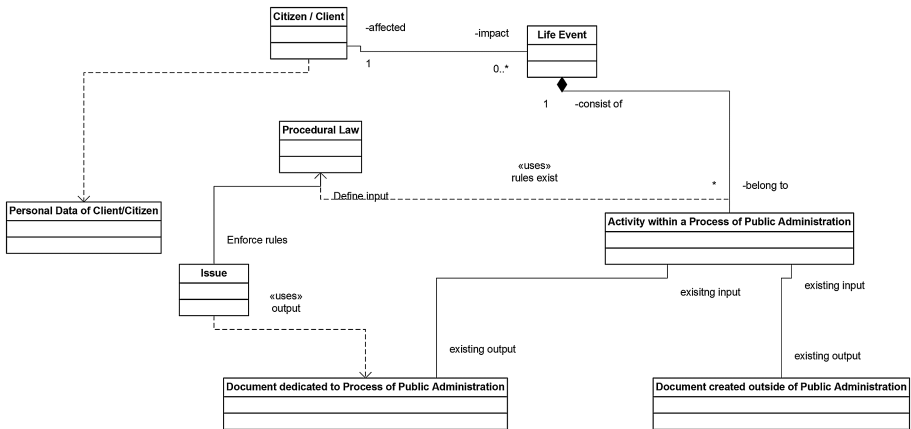 Citizen / Client
-affected
-impact
Life Event
1
0..*
1
-consist of
Procedural Law
«uses»
rules exist
Define input
*
-belong to
Personal Data of Client/Citizen
Activity within a Process of Public Administration
Enforce rules
Issue
«uses»
output
exisitng input
existing input
existing output
existing output
Document dedicated to Process of Public Administration
Document created outside of Public Administration